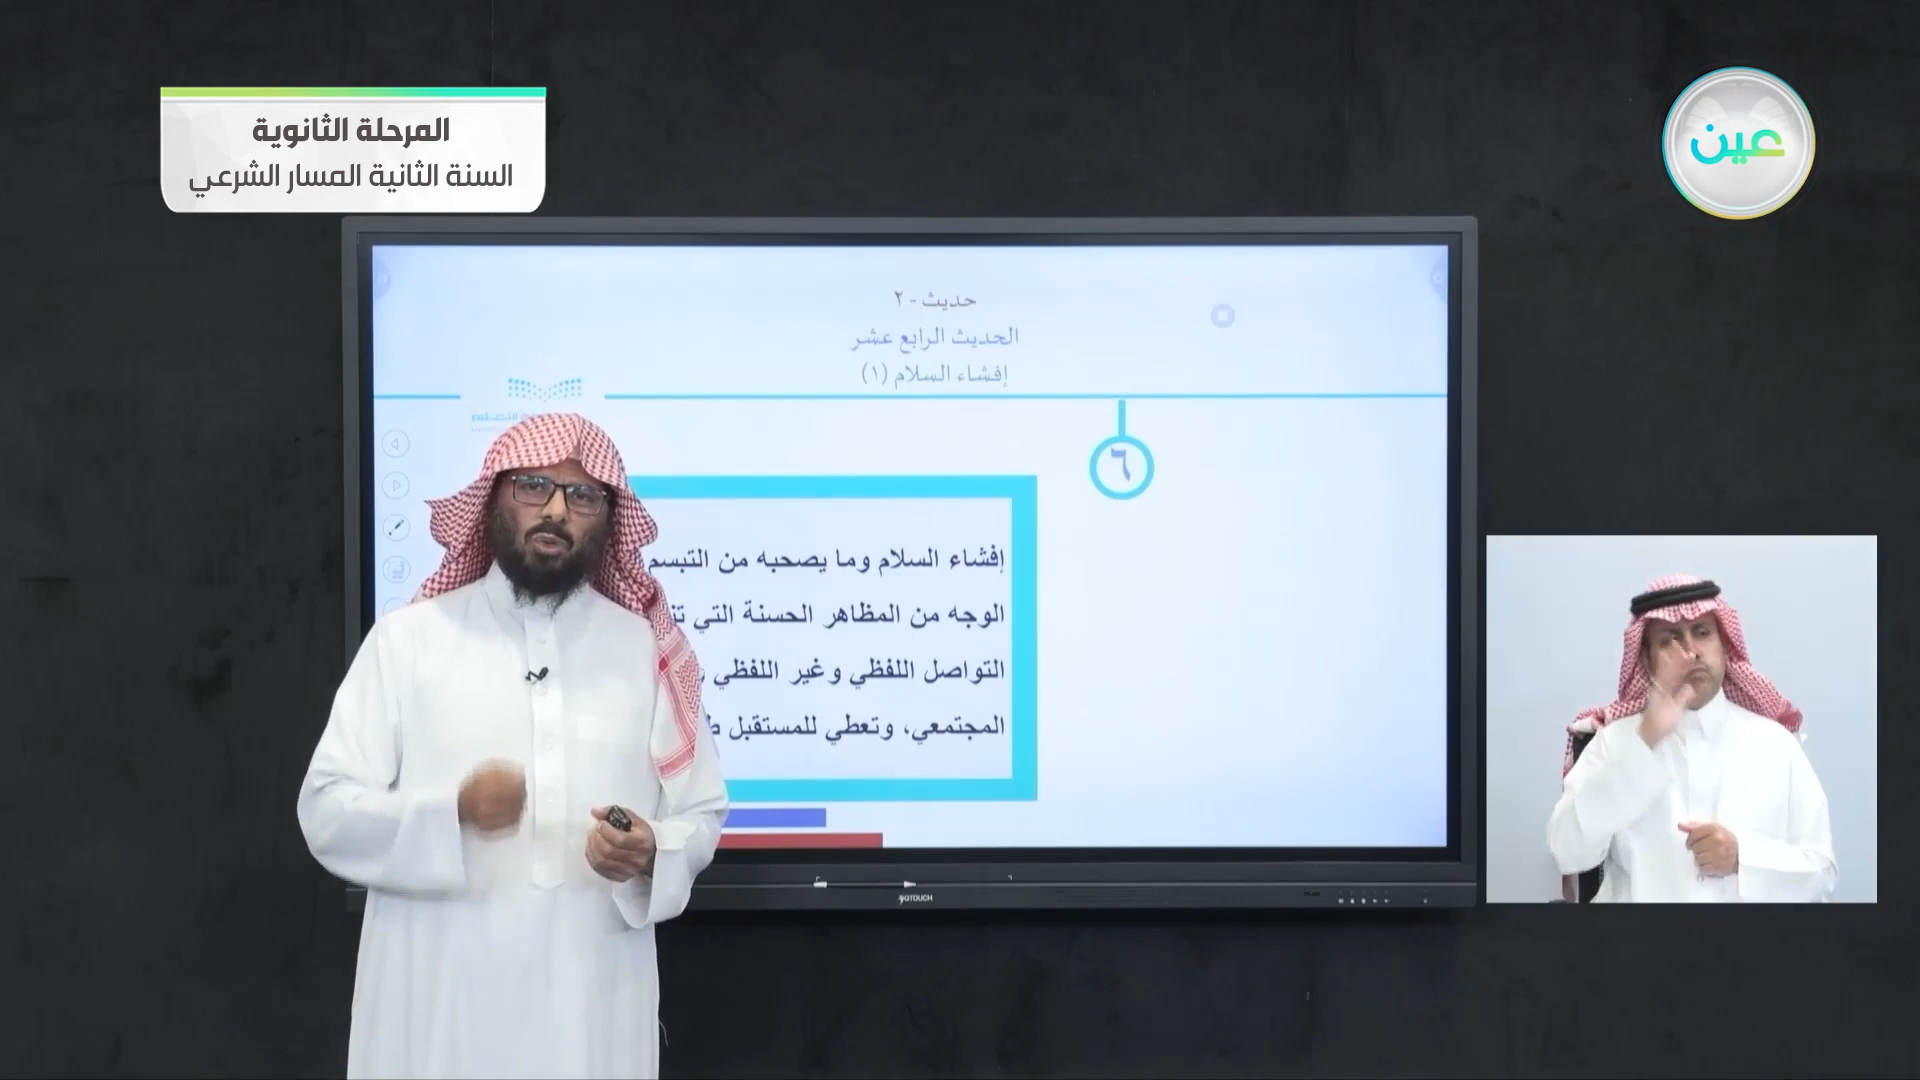 المرحلة الثانوية
السنة الثانية المسار الشرعي
عين
حديث - ٢
الحديث الرابع عشر
إفشاء السلام (١)
٦
إفشاء السلام وما يصحبه من التبسم
الوجه من المظاهر الحسنة التي
التواصل اللفظي وغير اللفظي
المجتمعي، وتعطي للمستقبل